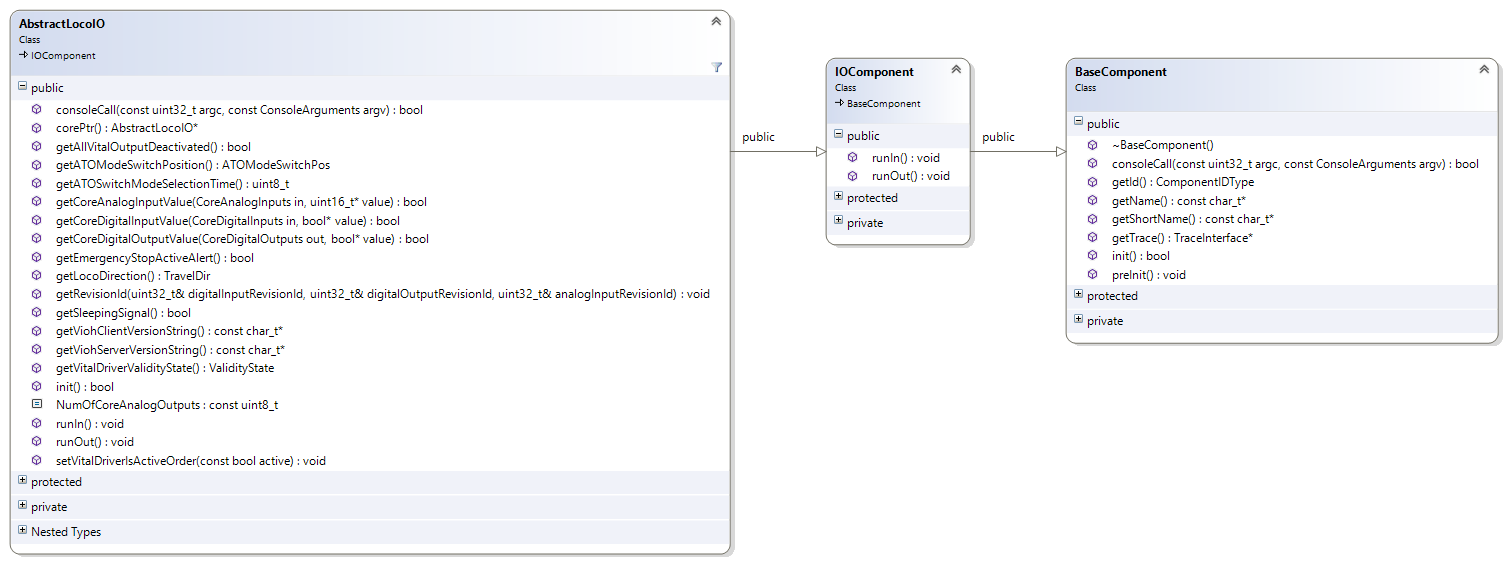 AbstractLocoIO
Class
IOComponent
public
consoleCall(const uint32_t argc, const ConsoleArguments argv) : bool
corePtr() : AbstractLocoIO*
getAllVitalOutputDeactivated() : bool
getATOModeSwitchPosition() : ATOModeSwitchPos
getATOSwitchModeSelectionTime() : uint8_t
getCoreAnalogInputValue(CoreAnalogInputs in, uint16_t* value) : bool
getCoreDigitalInputValue(CoreDigitalInputs in, bool* value) : bool
getCoreDigitalOutputValue(CoreDigitalOutputs out, bool* value) : bool
getEmergencyStopActiveAlert() : bool
getLocoDirection() : TravelDir
getRevisionId(uint32_t& digitalInputRevisionId, uint32_t& digitalOutputRevisionId, uint32_t& analogInputRevisionId) : void
getSleepingSignal() : bool
getViohClientVersionString() : const char_t*
getViohServerVersionString() : const char_t*
getVitalDriverValidityState() : ValidityState
init() : bool
NumOfCoreAnalogOutputs : const uint8_t
runIn() : void
runOut() : void
setVitalDriverIsActiveOrder(const bool active) : void
protected
private
Nested Types
public
IOComponent
Class
BaseComponent
public
runIn() : void
runOut() : void
protected
private
public
BaseComponent
Class
public
~BaseComponent()
consoleCall(const uint32_t argc, const ConsoleArguments argv) : bool
getId() : ComponentIDType
getName() : const char_t*
getShortName() : const char_t*
getTrace() : TraceInterface*
init() : bool
preInit() : void
protected
private